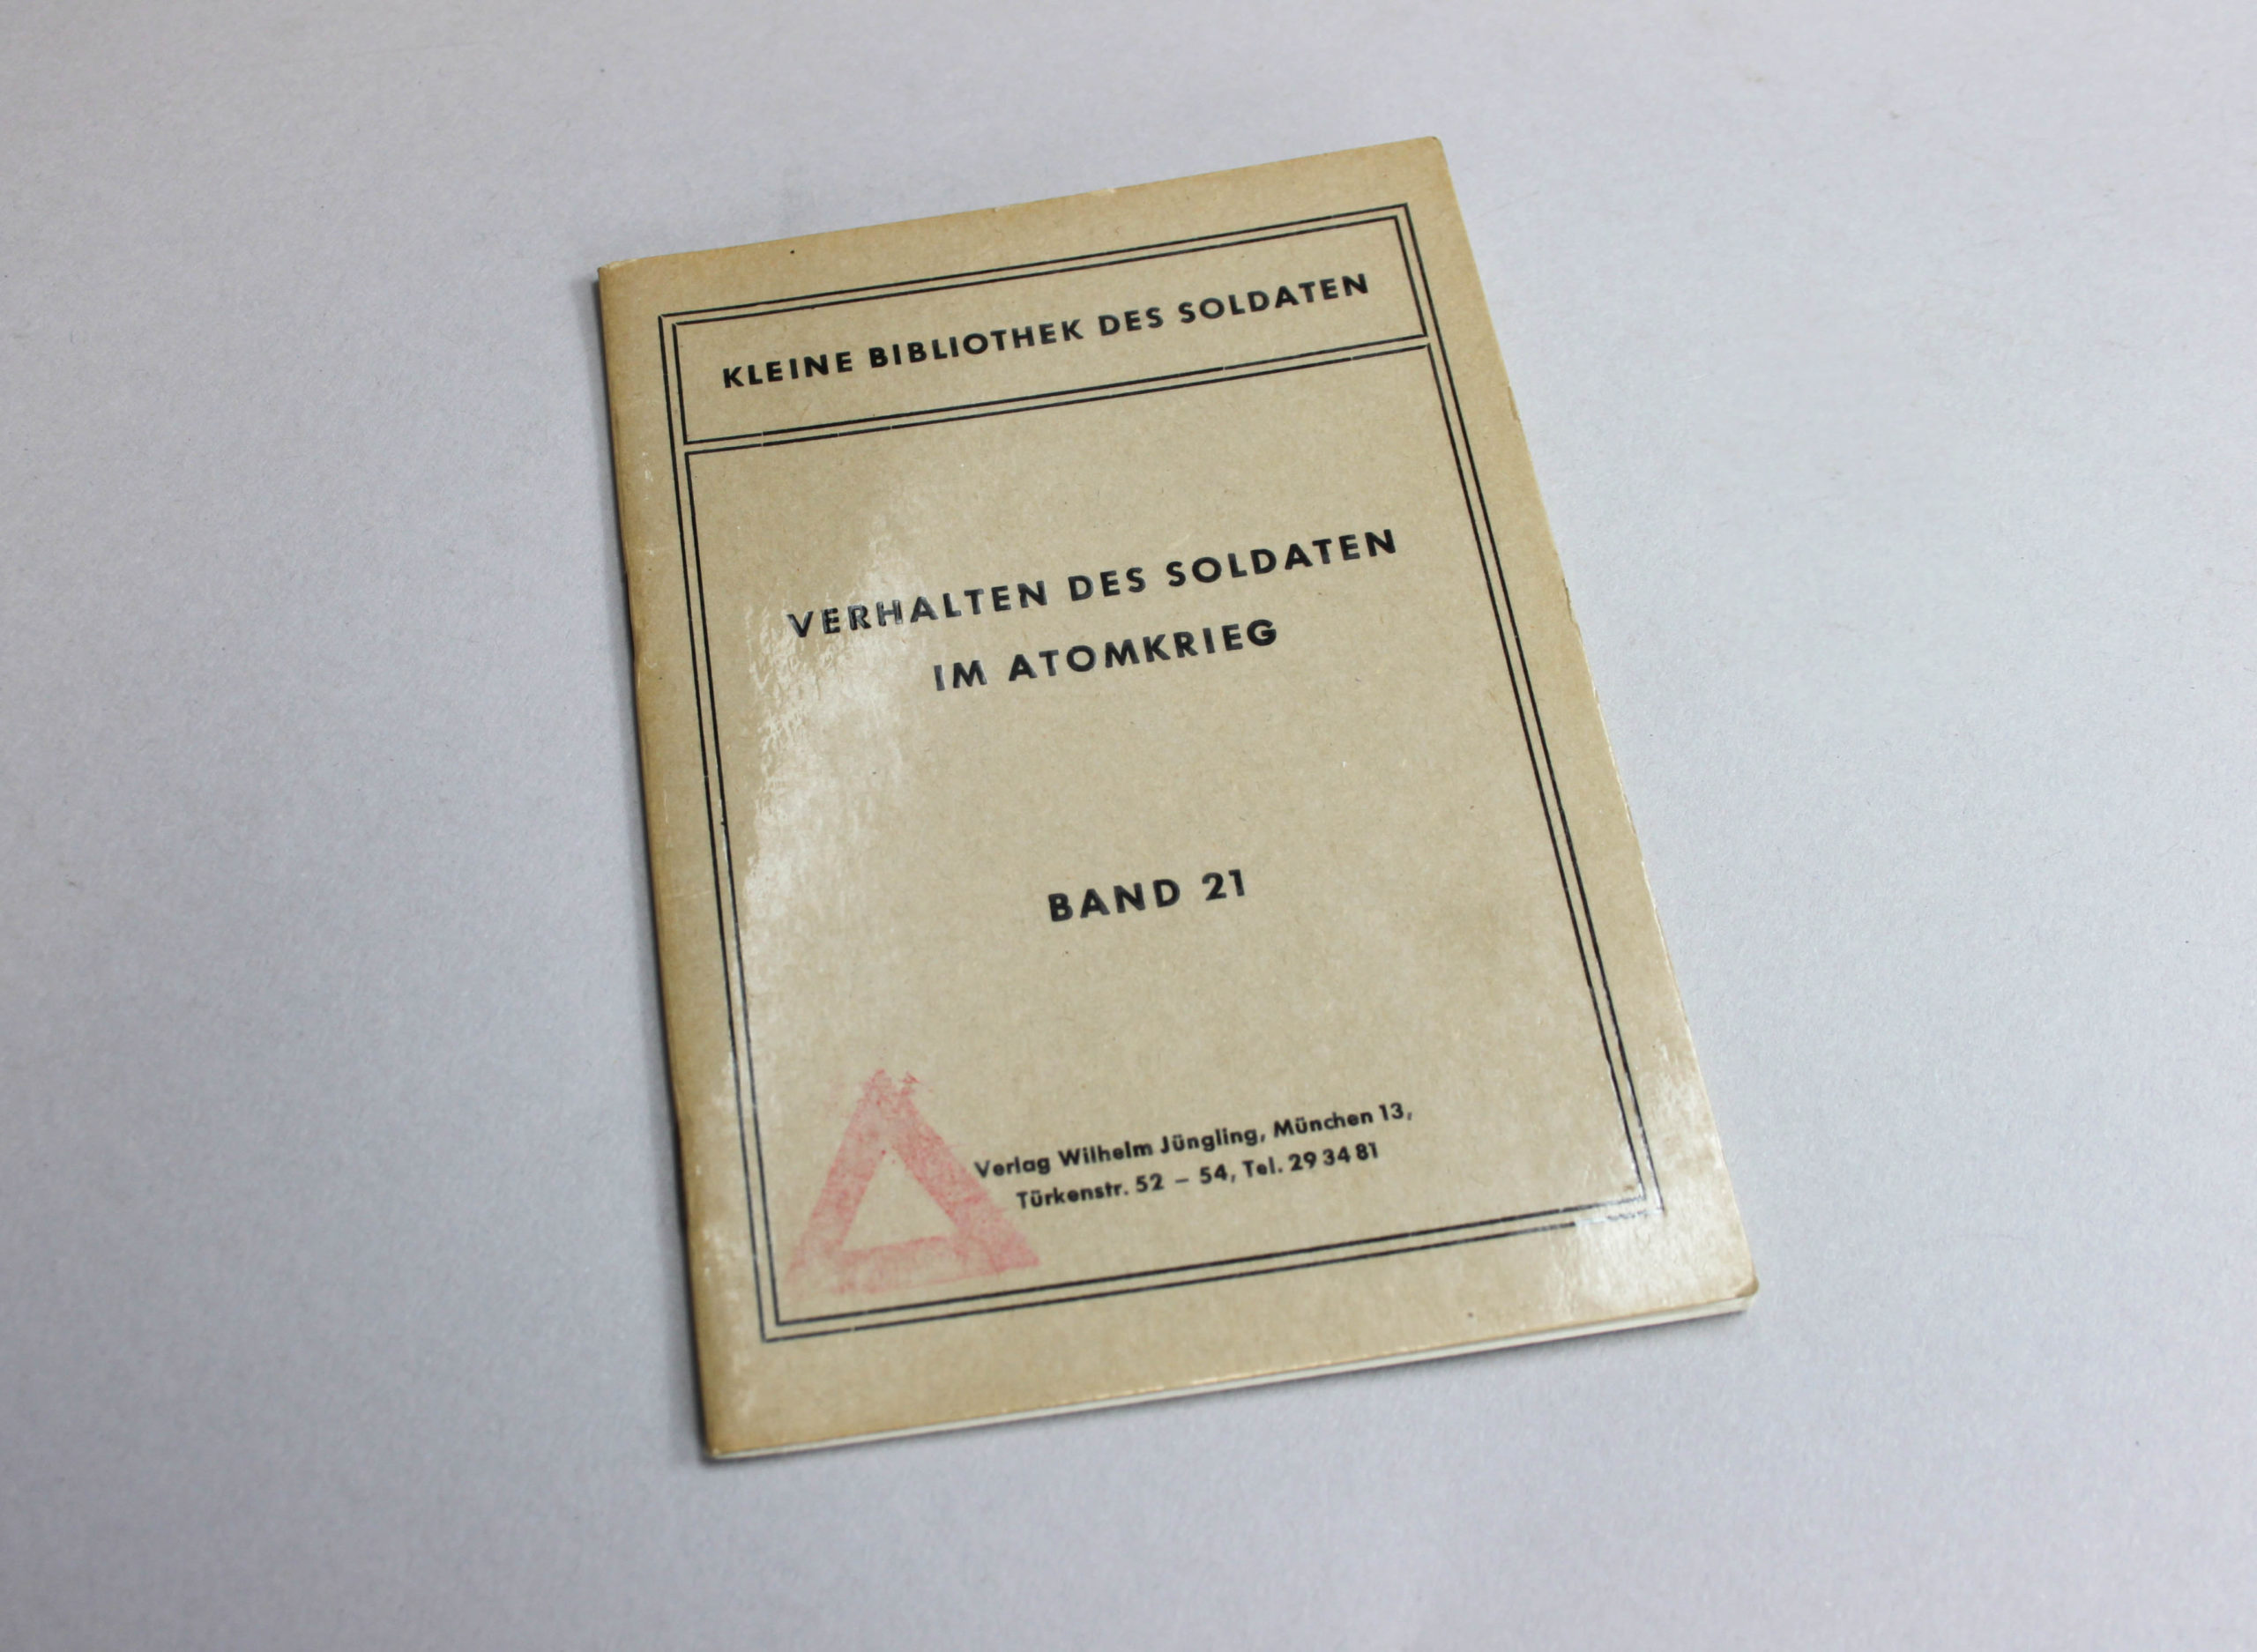 KLEINE BIBLIOTHEK DES SOLDATEN
VERHALTEN DES SOLDATEN
IM ATOMKRIEG
BAND 21
Verlag Wilhelm Jüngling, München 13,
Türkenstr. 52 – 54, Tel. 29 34 81